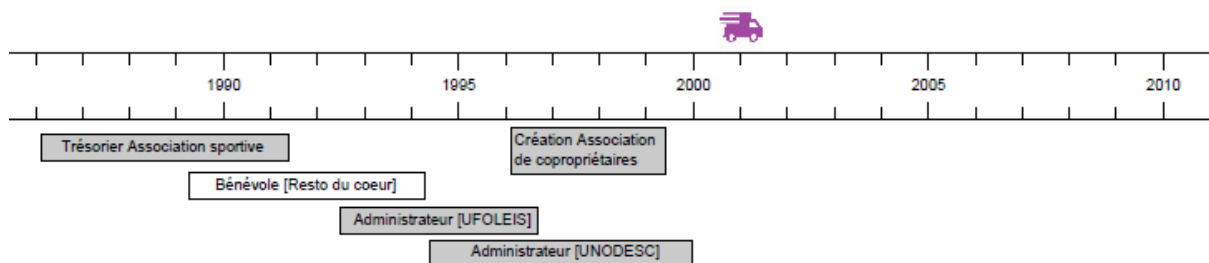 1990 1995 2000 2005 2010
Trésorier Association sportive
Création Association
de copropriétaires
Bénévole [Resto du coeur]
Administrateur [UFOLEIS]
Administrateur [UNODESC]